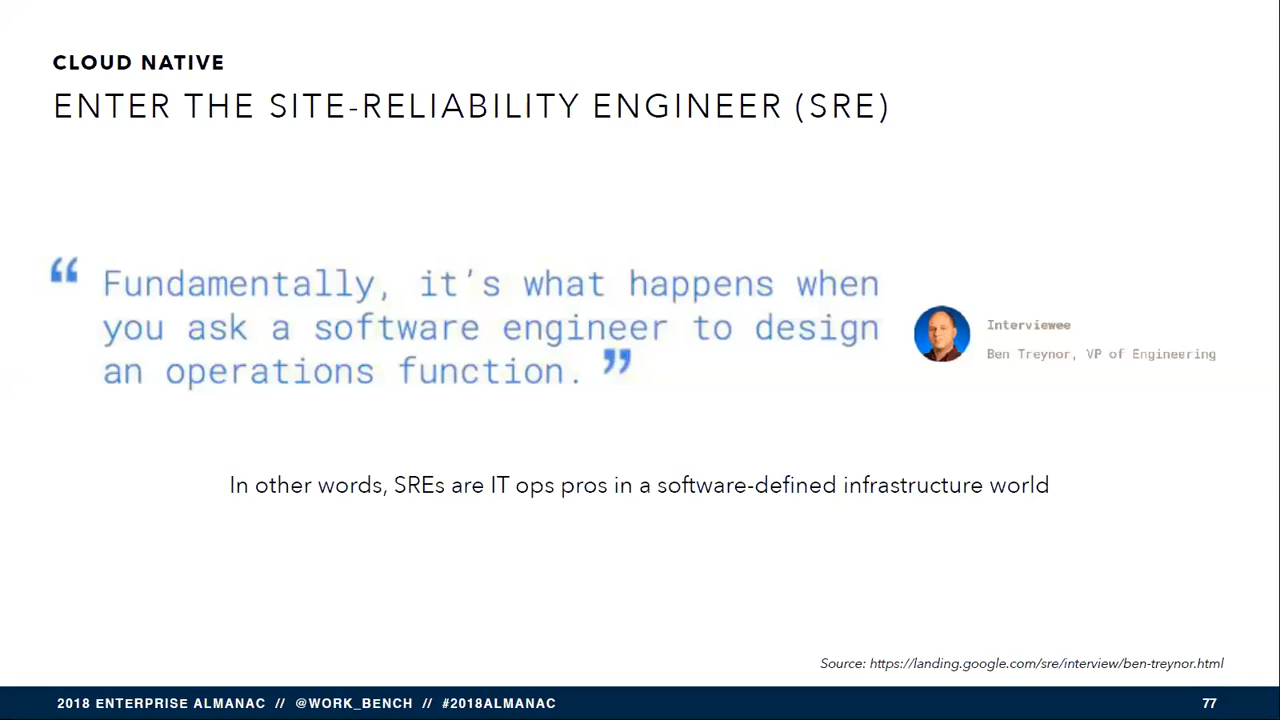 CLOUD NATIVE
ENTER THE SITE-RELIABILITY ENGINEER (SRE)
“ Fundamentally, it's what happens when
you ask a software engineer to design
an operations function. ”
Interviewee
Ben Treynor, VP of Engineering
In other words, SREs are IT ops pros in a software-defined infrastructure world
Source: https://landing.google.com/sre/interview/ben-treynor.html
2018 ENTERPRISE ALMANAC // @WORK_BENCH // #2018ALMANAC
77